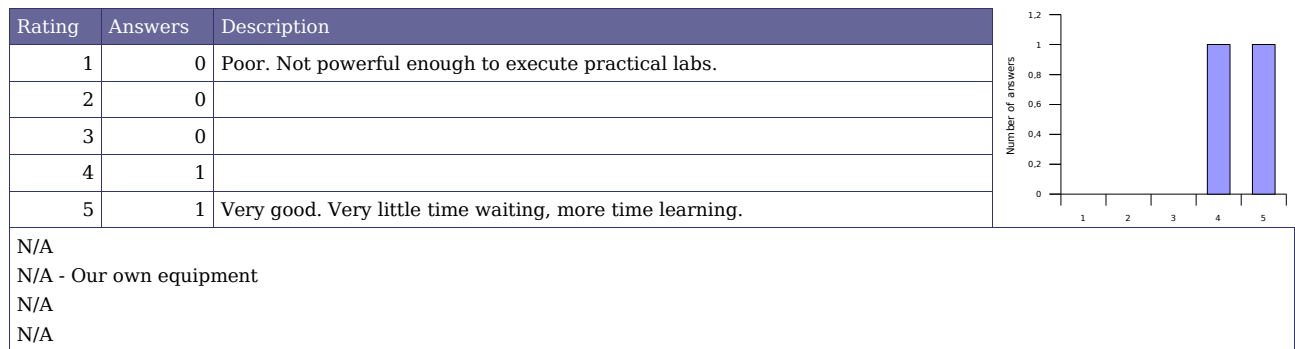 Rating Answers Description
1 0 Poor. Not powerful enough to execute practical labs.
2 0
3 0
4 1
5 1 Very good. Very little time waiting, more time learning.
1,2
1
0,8
0,6
0,4
0,2
0
Number of answers
1 2 3 4 5
N/A
N/A - Our own equipment
N/A
N/A